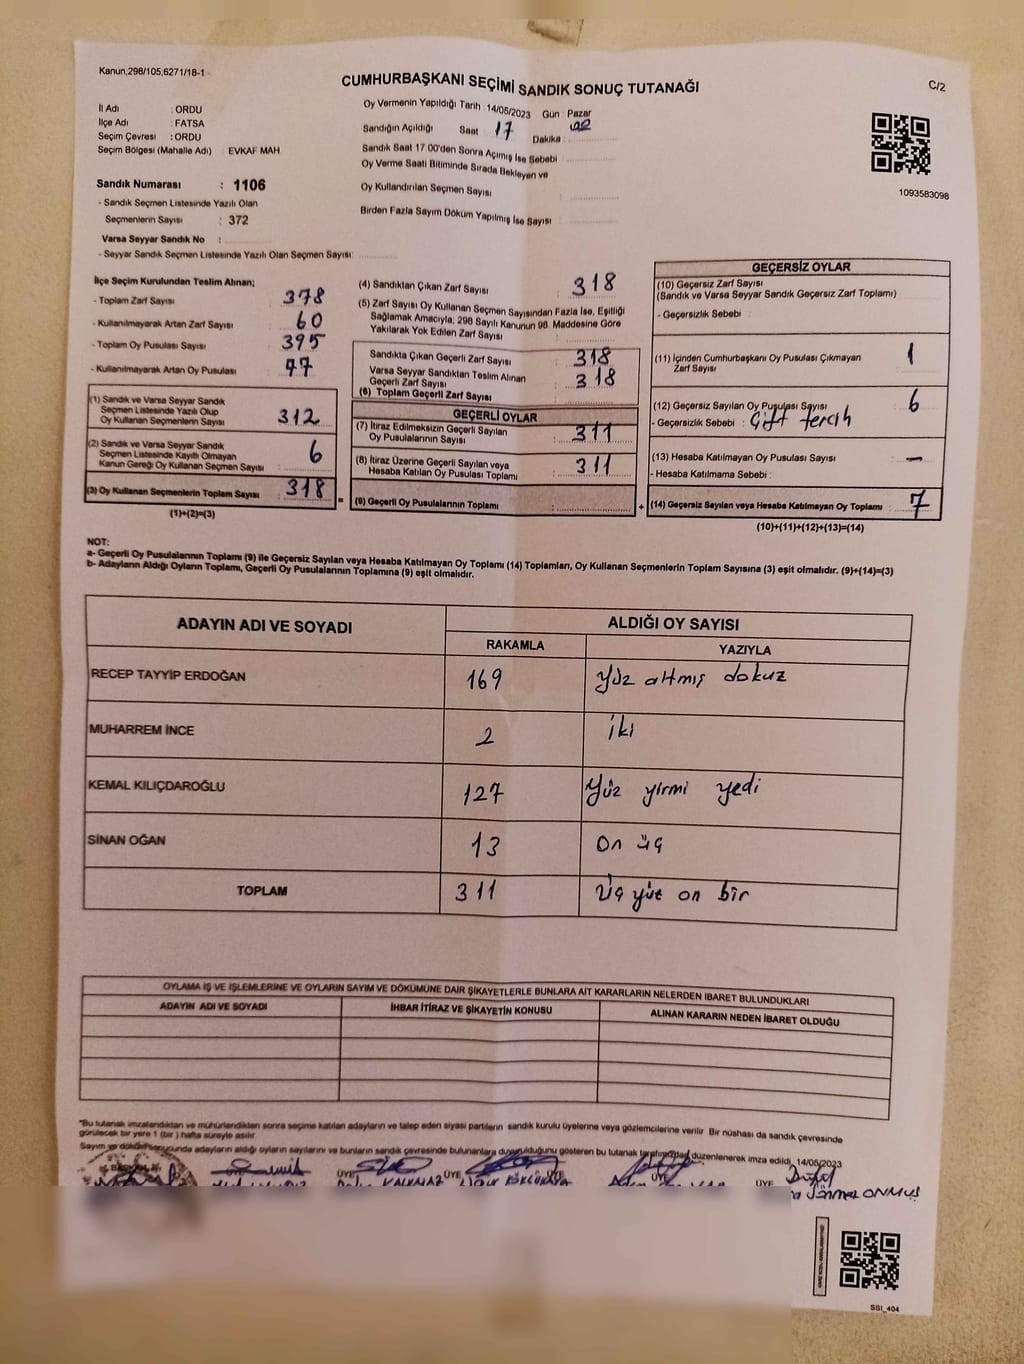 Kanun,298/105,6271/18-1
CUMHURBAŞKANI SEÇİMİ SANDIK SONUÇ TUTANAĞI
C/2
İl Adı : ORDU
İlçe Adı : FATSA
Seçim Çevresi : ORDU
Seçim Bölgesi (Mahalle Adı) : EVKAF MAH
Oy Vermenin Yapıldığı Tarih : 14/05/2023 Gün : Pazar
Sandığın Açıldığı Saat 17 Dakika : 02
Sandık Saat 17.00'den Sonra Açımış İse Sebebi :
Oy Verme Saati Bitiminde Sırada Bekleyen ve
Oy Kullandırılan Seçmen Sayısı :
Birden Fazla Sayım Döküm Yapılmış İse Sayısı :
1093583098
Sandık Numarası : 1106
- Sandık Seçmen Listesinde Yazılı Olan
Seçmenlerin Sayısı : 372
Varsa Seyyar Sandık No :
- Seyyar Sandık Seçmen Listesinde Yazılı Olan Seçmen Sayısı:
İlçe Seçim Kurulundan Teslim Alınan;
- Toplam Zarf Sayısı : 378
- Kullanılmayarak Artan Zarf Sayısı : 60
- Toplam Oy Pusulası Sayısı : 395
- Kullanılmayarak Artan Oy Pusulası : 77
(1) Sandık ve Varsa Seyyar Sandık
Seçmen Listesinde Yazılı Olup
Oy Kullanan Seçmenlerin Sayısı : 312
(2) Sandık ve Varsa Seyyar Sandık
Seçmen Listesinde Kayıtlı Olmayan
Kanun Gereği Oy Kullanan Seçmen Sayısı : 6
(3) Oy Kullanan Seçmenlerin Toplam Sayısı : 318
(1)+(2)=(3)
(4) Sandıktan Çıkan Zarf Sayısı : 318
(5) Zarf Sayısı Oy Kullanan Seçmen Sayısından Fazla İse, Eşitliği
Sağlamak Amacıyla, 298 Sayılı Kanunun 98. Maddesine Göre
Yakılarak Yok Edilen Zarf Sayısı :
Sandıkta Çıkan Geçerli Zarf Sayısı : 318
Varsa Seyyar Sandıktan Teslim Alınan
Geçerli Zarf Sayısı : 318
(6) Toplam Geçerli Zarf Sayısı :
GEÇERLİ OYLAR
(7) İtiraz Edilmeksizin Geçerli Sayılan
Oy Pusulalarının Sayısı : 311
(8) İtiraz Üzerine Geçerli Sayılan veya
Hesaba Katılan Oy Pusulası Toplamı : 311
= (9) Geçerli Oy Pusulalarının Toplamı :
GEÇERSİZ OYLAR
(10) Geçersiz Zarf Sayısı
(Sandık ve Varsa Seyyar Sandık Geçersiz Zarf Toplamı) :
- Geçersizlik Sebebi :
(11) İçinden Cumhurbaşkanı Oy Pusulası Çıkmayan
Zarf Sayısı : 1
(12) Geçersiz Sayılan Oy Pusulası Sayısı : 6
- Geçersizlik Sebebi : Çift tercih
(13) Hesaba Katılmayan Oy Pusulası Sayısı : –
- Hesaba Katılmama Sebebi :
+ (14) Geçersiz Sayılan veya Hesaba Katılmayan Oy Toplamı : 7
(10)+(11)+(12)+(13)=(14)
NOT:
a- Geçerli Oy Pusulalarının Toplamı (9) ile Geçersiz Sayılan veya Hesaba Katılmayan Oy Toplamı (14) Toplamları, Oy Kullanan Seçmenlerin Toplam Sayısına (3) eşit olmalıdır. (9)+(14)=(3)
b- Adayların Aldığı Oyların Toplamı, Geçerli Oy Pusulalarının Toplamına (9) eşit olmalıdır.
ADAYIN ADI VE SOYADI ALDIĞI OY SAYISI
RAKAMLA YAZIYLA
RECEP TAYYİP ERDOĞAN 169 Yüz altmış dokuz
MUHARREM İNCE 2 iki
KEMAL KILIÇDAROĞLU 127 Yüz yirmi yedi
SİNAN OĞAN 13 On üç
TOPLAM 311 Üç yüz on bir
OYLAMA İŞ VE İŞLEMLERİNE VE OYLARIN SAYIM VE DÖKÜMÜNE DAİR ŞİKAYETLERLE BUNLARA AİT KARARLARIN NELERDEN İBARET BULUNDUKLARI
ADAYIN ADI VE SOYADI İHBAR İTİRAZ VE ŞİKAYETİN KONUSU ALINAN KARARIN NEDEN İBARET OLDUĞU
*Bu tutanak imzalandıktan ve mühürlendikten sonra seçime katılan adayların ve talep eden siyasi partilerin sandık kurulu üyelerine veya gözlemcilerine verilir. Bir nüshası da sandık çevresinde
görülecek bir yere 1 (bir ) hafta süreyle asılır.
Sayım ve döküm sonucunda adayların aldığı oyların sayılarını ve bunların sandık çevresinde bulunanlara duyurulduğunu gösteren bu tutanak tarafımızdan düzenlenerek imza edildi. 14/05/2023
BAŞKAN ÜYE ÜYE ÜYE ÜYE ÜYE
SSİ_404